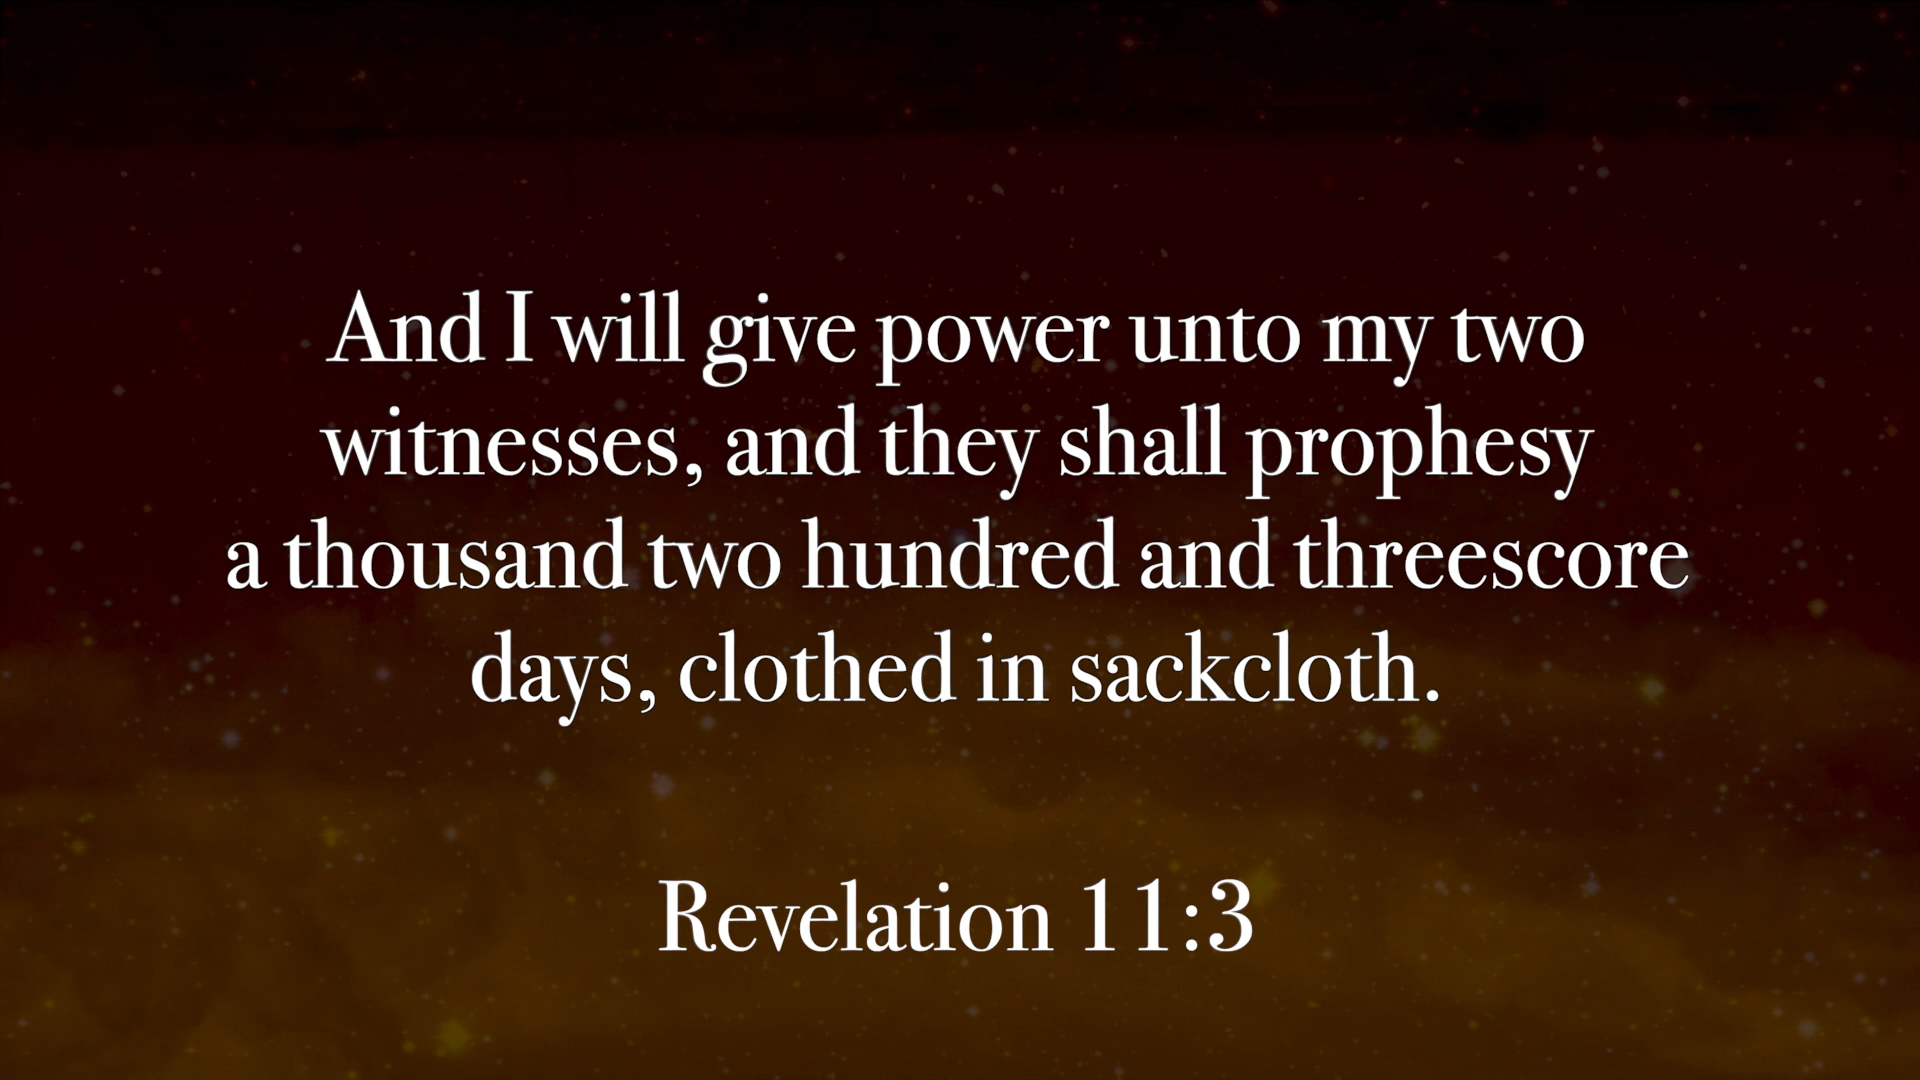 And I will give power unto my two
witnesses, and they shall prophesy
a thousand two hundred and threescore
days, clothed in sackcloth.
Revelation 11:3